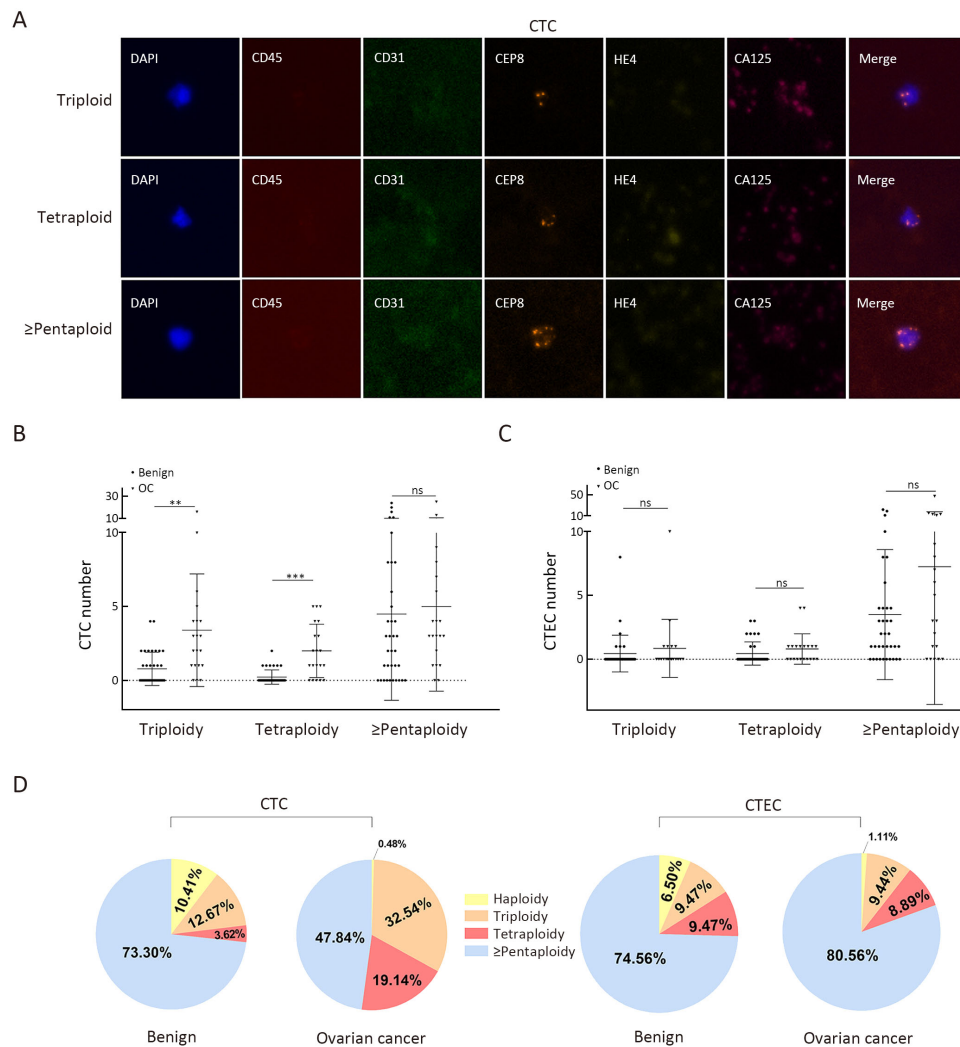 A
CTC
Triploid
DAPI CD45 CD31 CEP8 HE4 CA125 Merge
Tetraploid
DAPI CD45 CD31 CEP8 HE4 CA125 Merge
≥Pentaploid
DAPI CD45 CD31 CEP8 HE4 CA125 Merge
B
Benign
OC
CTC number
30
10
10
5
0
**
***
ns
Triploidy Tetraploidy ≥Pentaploidy
C
Benign
OC
CTEC number
50
10
10
5
0
ns
ns
ns
Triploidy Tetraploidy ≥Pentaploidy
D
CTC
10.41%
12.67%
3.62%
73.30%
Benign
0.48%
32.54%
19.14%
47.84%
Ovarian cancer
Haploidy
Triploidy
Tetraploidy
≥Pentaploidy
CTEC
6.50%
9.47%
9.47%
74.56%
Benign
1.11%
9.44%
8.89%
80.56%
Ovarian cancer